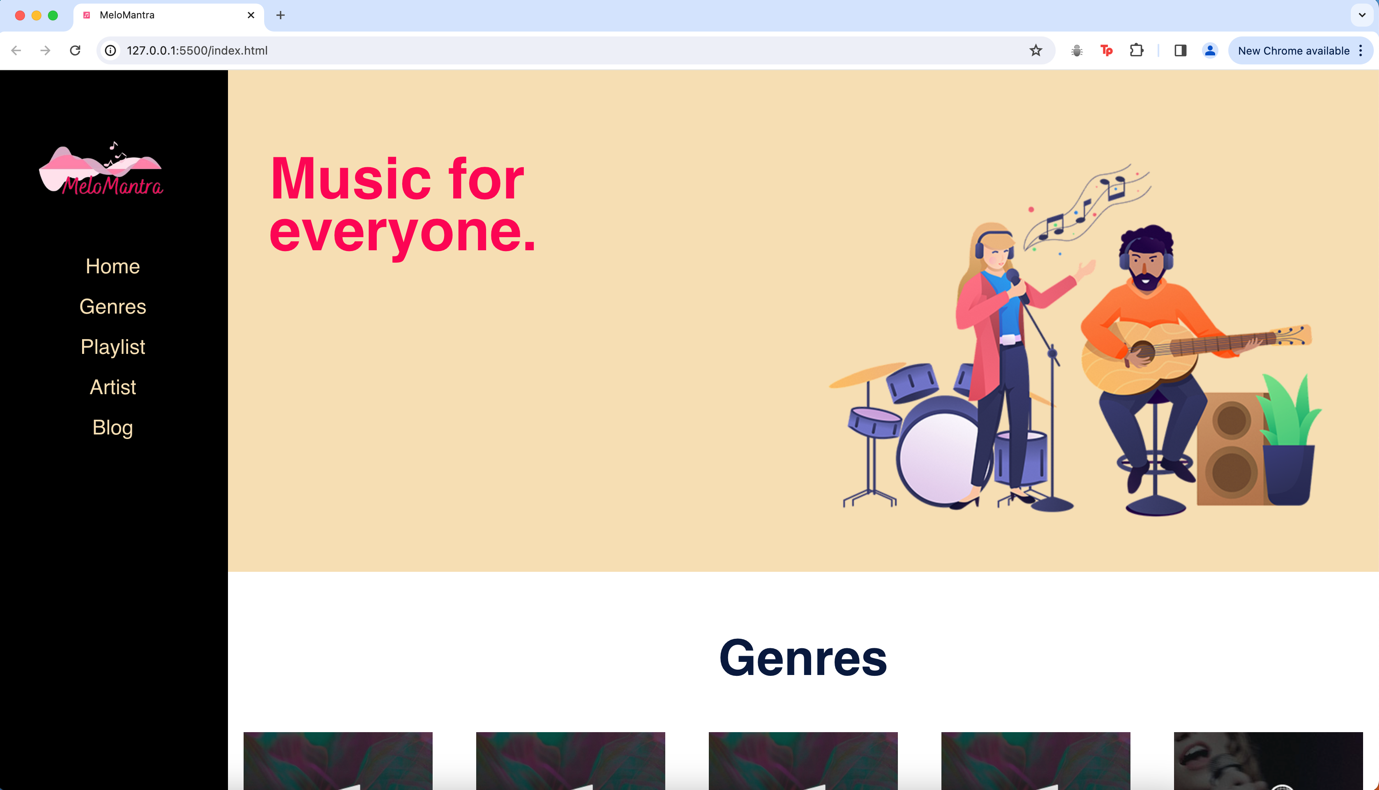 MeloMantra
127.0.0.1:5500/index.html
New Chrome available
MeloMantra
Home
Genres
Playlist
Artist
Blog
Music for
everyone.
Genres